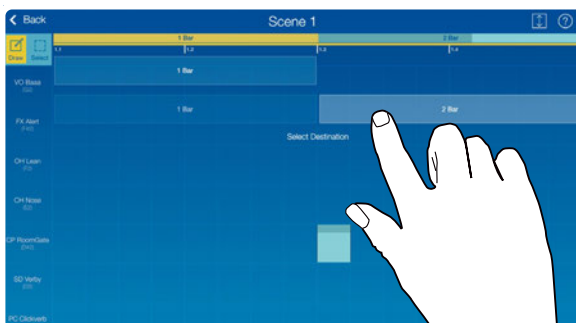 Back
Scene 1
Draw
Select
1 Bar
2 Bar
1.1
1.2
1.3
1.4
1 Bar
1 Bar
2 Bar
Select Destination
VO Bass
FX Alert
OH Lean
OH Nose
CP RoomGate
SD Verby
PC Clickverb